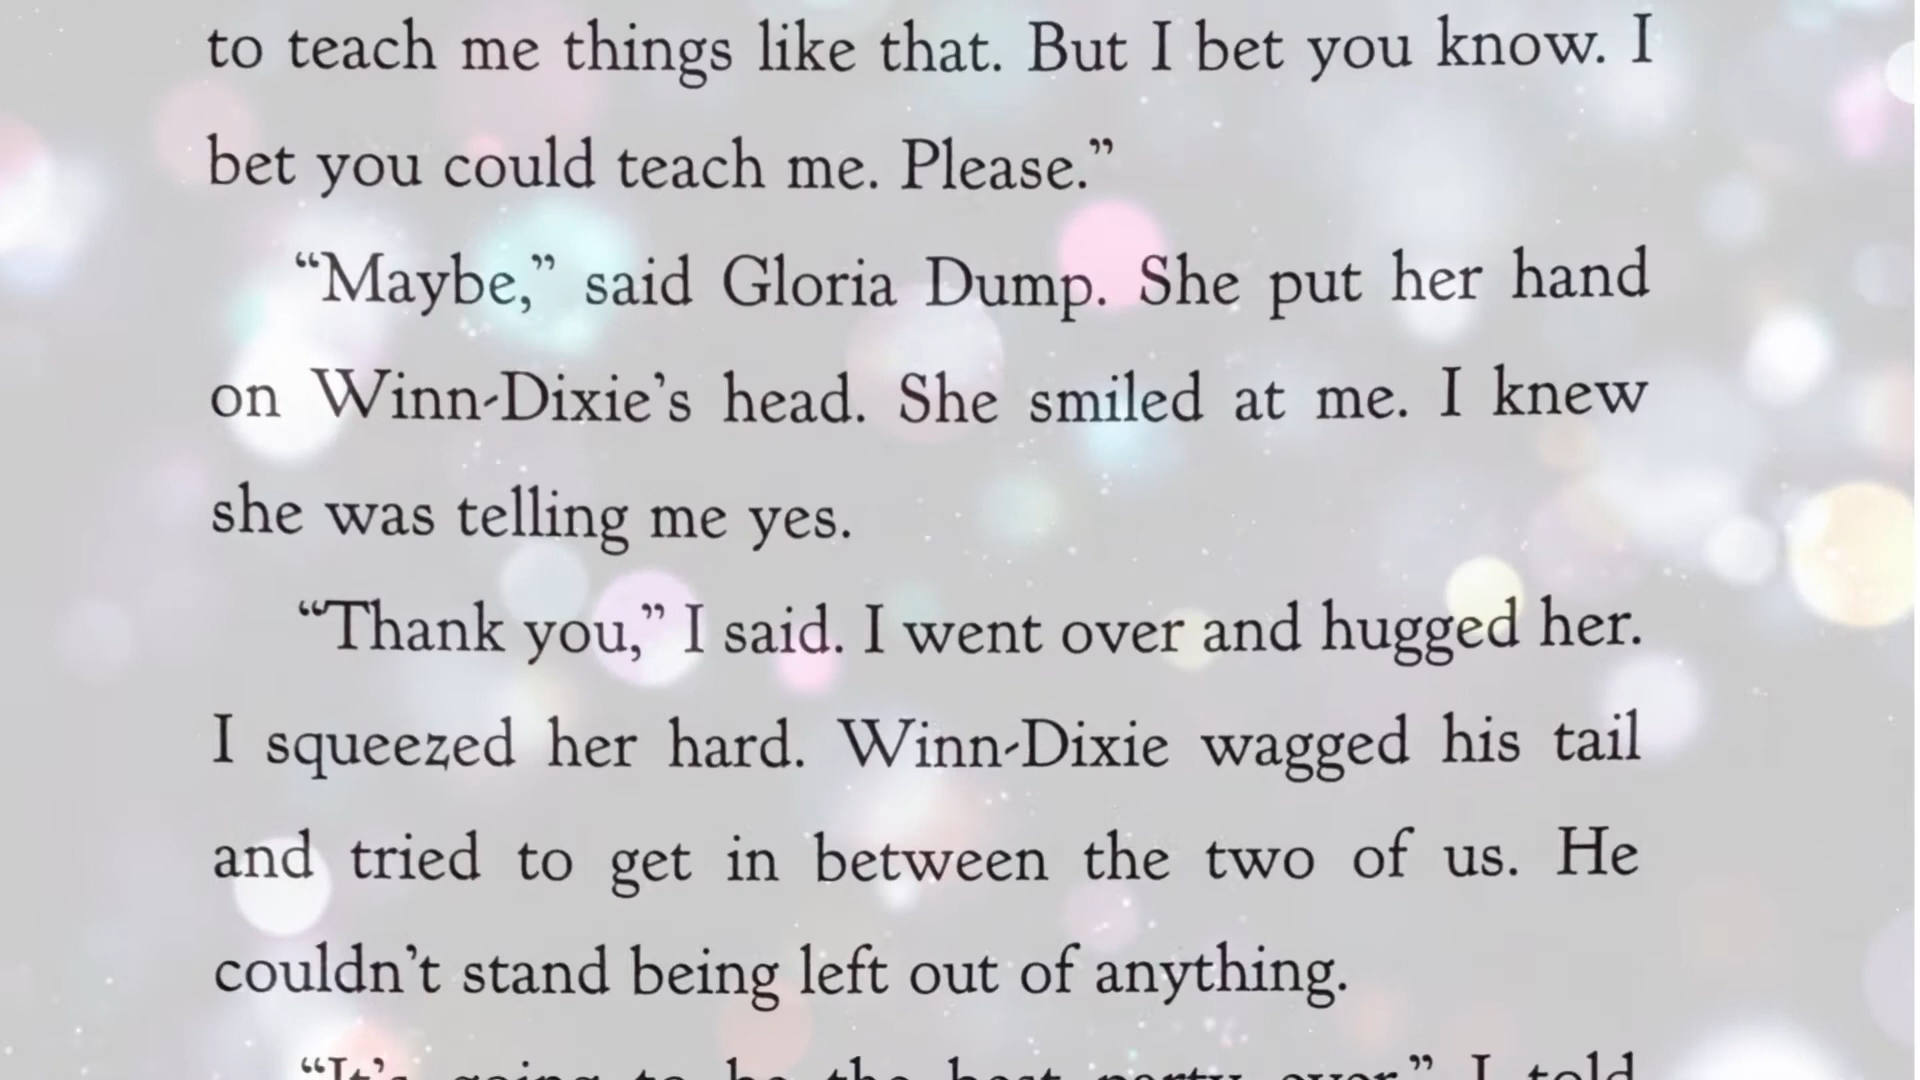 to teach me things like that. But I bet you know. I
bet you could teach me. Please.”
“Maybe,” said Gloria Dump. She put her hand
on Winn-Dixie’s head. She smiled at me. I knew
she was telling me yes.
“Thank you,” I said. I went over and hugged her.
I squeezed her hard. Winn-Dixie wagged his tail
and tried to get in between the two of us. He
couldn’t stand being left out of anything.
“It’s going to be the best party ever,” I told